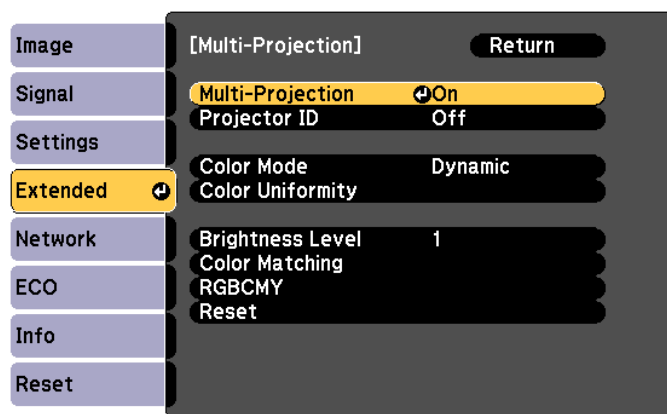 Image
Signal
Settings
Extended
Network
ECO
Info
Reset
[Multi-Projection] Return
Multi-Projection On
Projector ID Off
Color Mode Dynamic
Color Uniformity
Brightness Level 1
Color Matching
RGBCMY
Reset